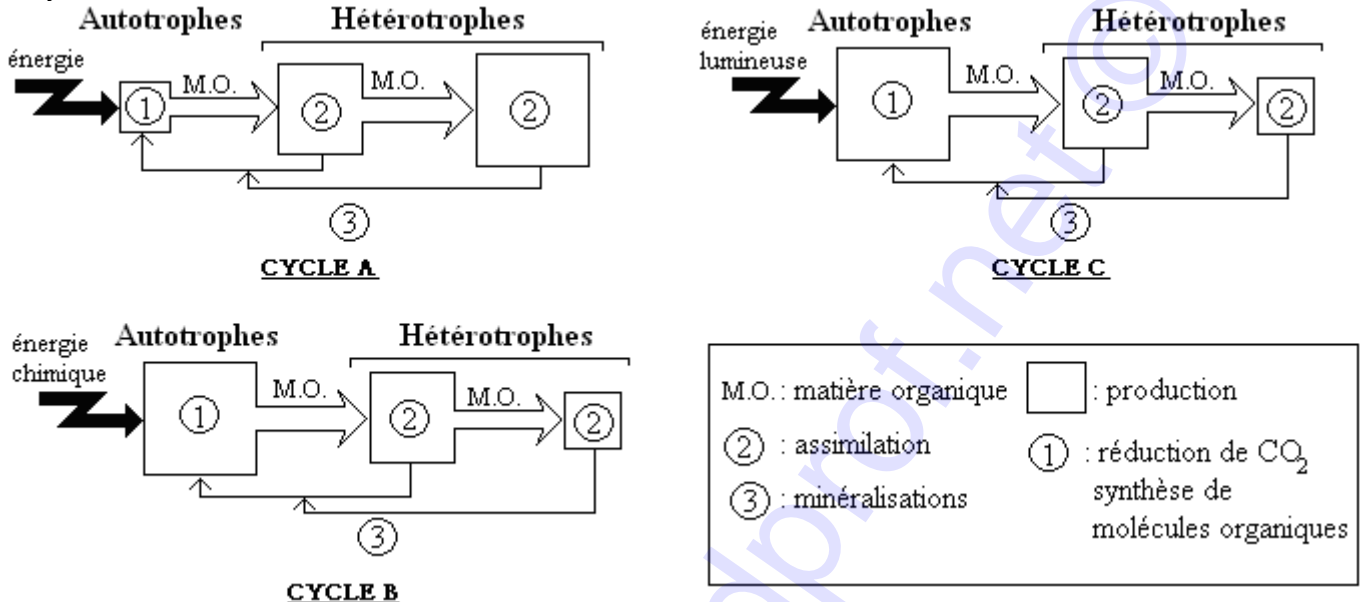 Autotrophes Hétérotrophes
énergie
M.O. M.O.
1 2 2
3
CYCLE A
Autotrophes Hétérotrophes
énergie
lumineuse
M.O. M.O.
1 2 2
3
CYCLE C
Autotrophes Hétérotrophes
énergie
chimique
M.O. M.O.
1 2 2
3
CYCLE B
M.O. : matière organique : production
2 : assimilation
3 : minéralisations
1 : réduction de CO2
synthèse de
molécules organiques
dprof.net ©